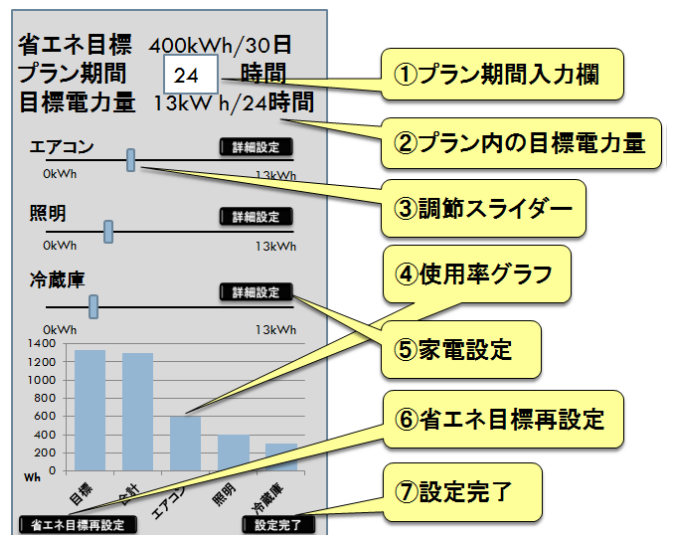 省エネ目標 400kWh/30日
プラン期間 24 時間
目標電力量 13kW h/24時間
エアコン 詳細設定
0kWh 13kWh
照明 詳細設定
0kWh 13kWh
冷蔵庫 詳細設定
0kWh 13kWh
1400
1200
1000
800
600
400
200
0
Wh
目標 合計 エアコン 照明 冷蔵庫
省エネ目標再設定 設定完了
①プラン期間入力欄
②プラン内の目標電力量
③調節スライダー
④使用率グラフ
⑤家電設定
⑥省エネ目標再設定
⑦設定完了